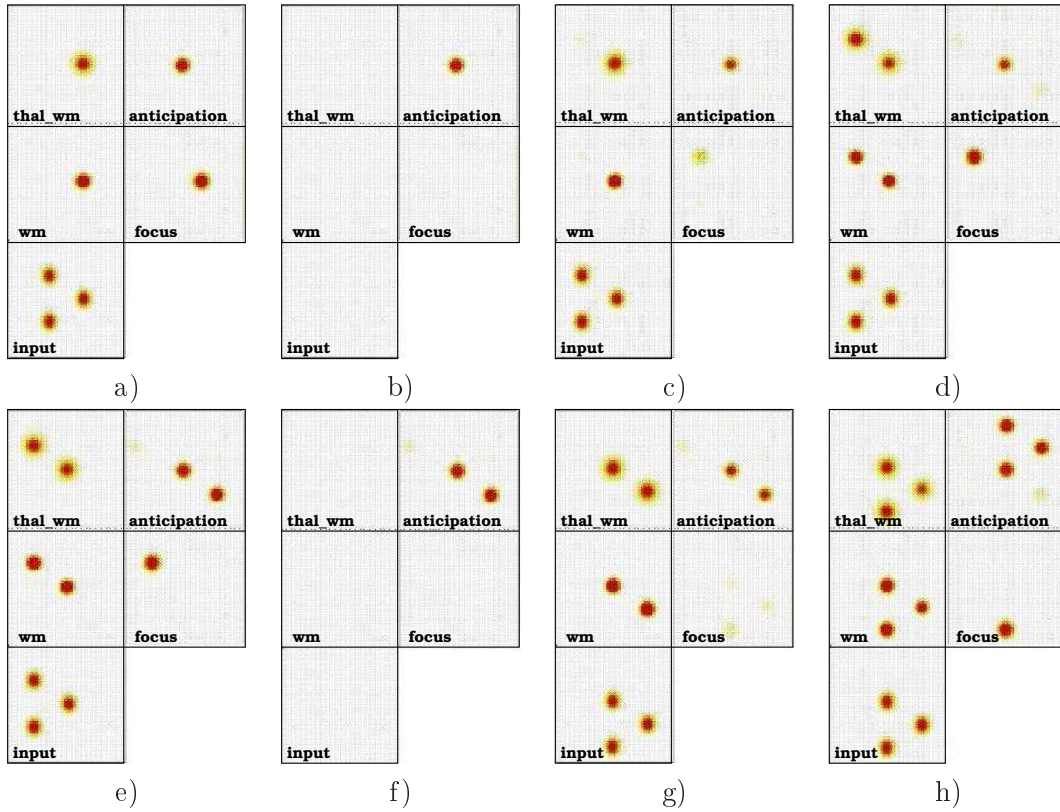 thal_wm anticipation thal_wm anticipation thal_wm anticipation thal_wm anticipation
wm focus wm focus wm focus wm focus
input input input input
a) b) c) d)
thal_wm anticipation thal_wm anticipation thal_wm anticipation thal_wm anticipation
wm focus wm focus wm focus wm focus
input input input input
e) f) g) h)